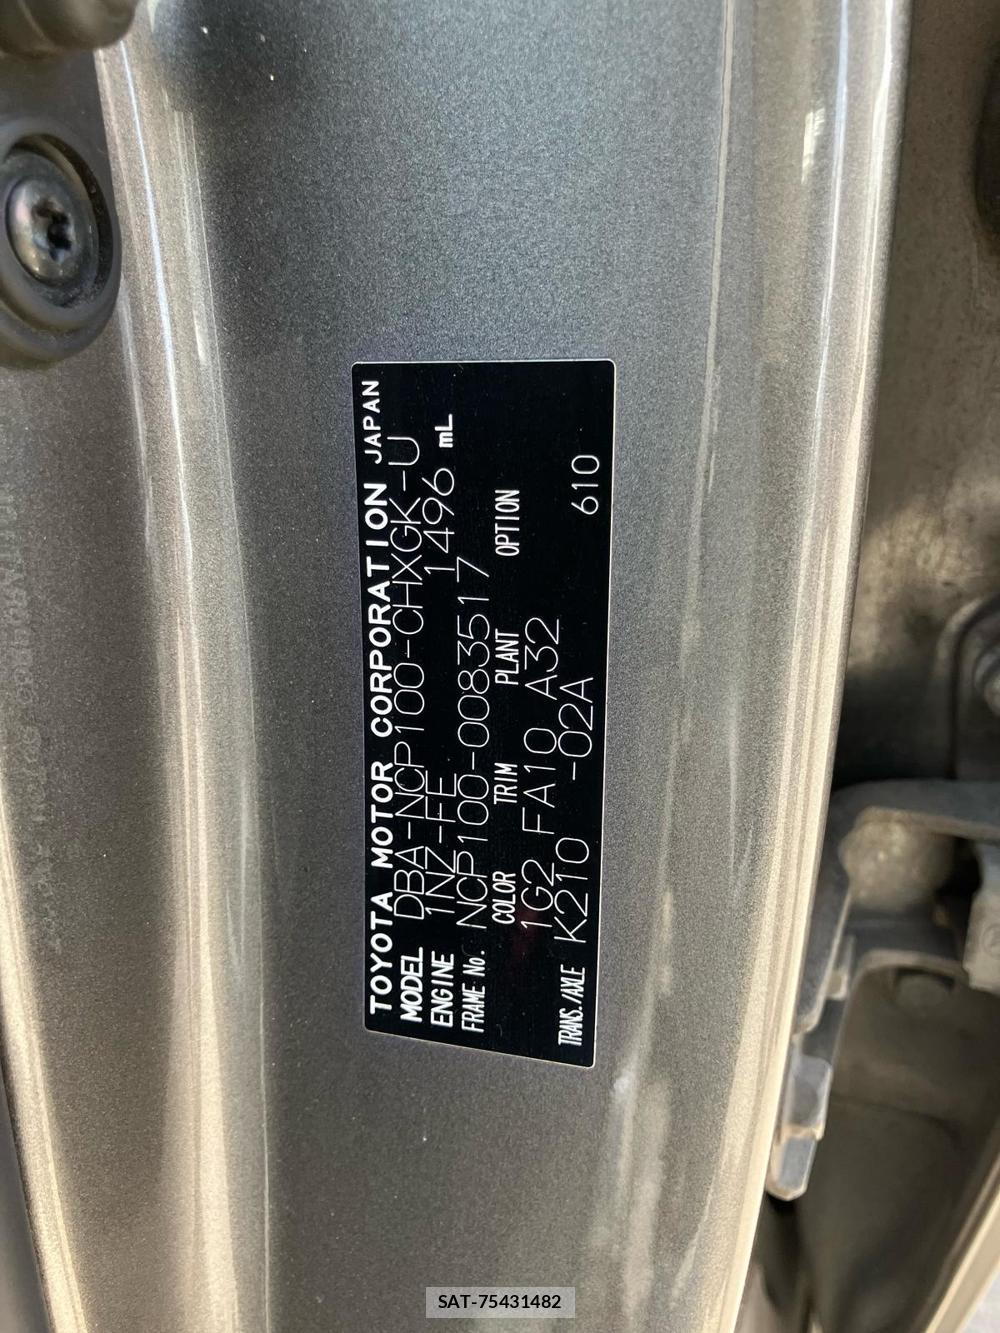 TOYOTA MOTOR CORPORATION JAPAN
MODEL DBA-NCP100-CHXGK-U
ENGINE 1NZ-FE 1496 mL
FRAME No. NCP100-0083517
COLOR TRIM PLANT OPTION
1G2 FA10 A32
TRANS./AXLE K210 -02A 610
SAT-75431482